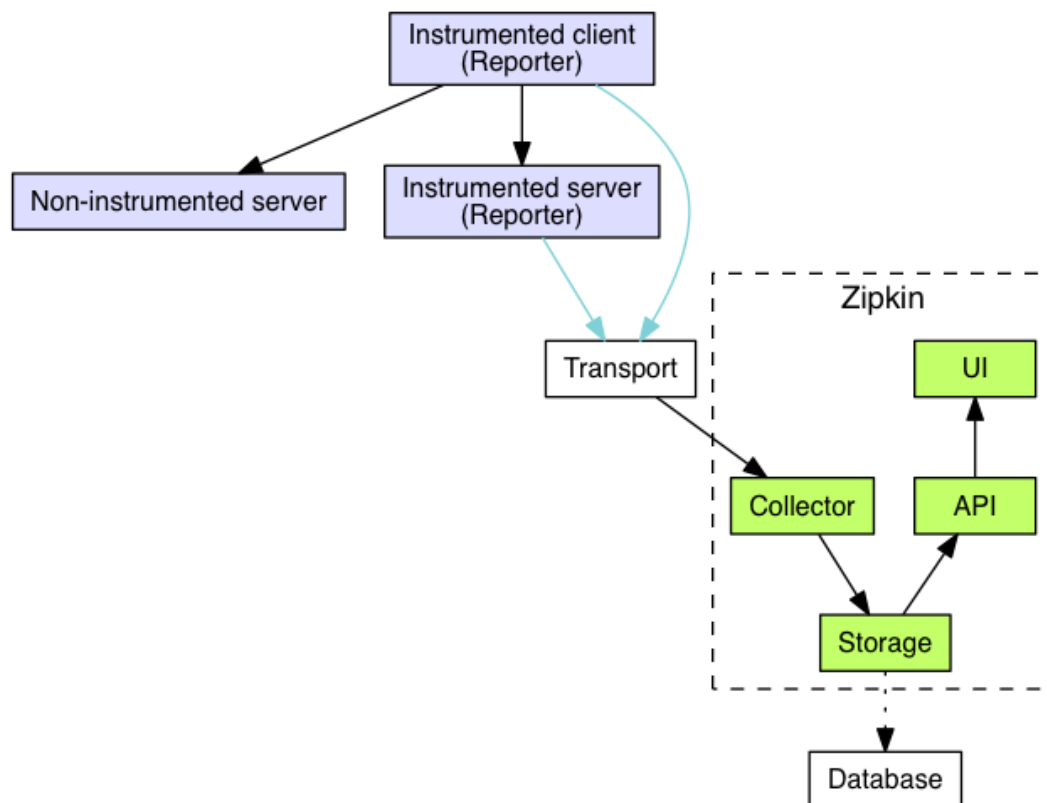 Instrumented client
(Reporter)
Non-instrumented server
Instrumented server
(Reporter)
Zipkin
Transport
UI
Collector
API
Storage
Database